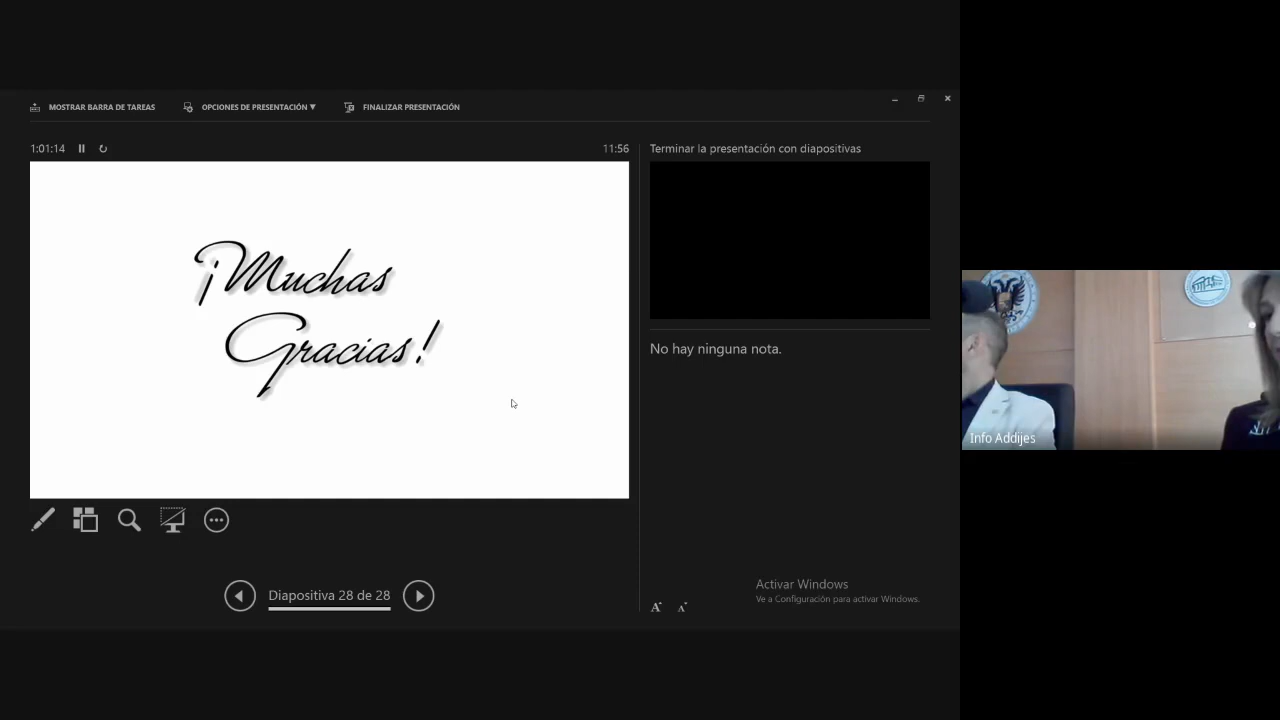 MOSTRAR BARRA DE TAREAS
OPCIONES DE PRESENTACIÓN ▼
FINALIZAR PRESENTACIÓN
1:01:14
11:56
Terminar la presentación con diapositivas
¡Muchas
Gracias!
No hay ninguna nota.
Diapositiva 28 de 28
Activar Windows
Ve a Configuración para activar Windows.
A A
Info Addijes